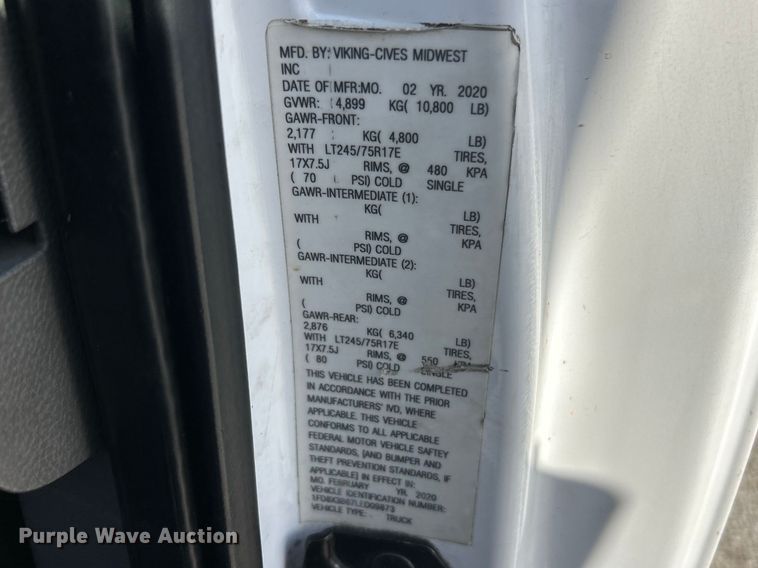 MFD. BY: VIKING-CIVES MIDWEST
INC
DATE OF MFR:MO. 02 YR. 2020
GVWR: 4,899 KG( 10,800 LB)
GAWR-FRONT:
2,177 KG( 4,800 LB)
WITH LT245/75R17E TIRES,
17X7.5J RIMS, @ 480 KPA
( 70 PSI) COLD SINGLE
GAWR-INTERMEDIATE (1):
KG( LB)
WITH TIRES,
RIMS, @ KPA
( PSI) COLD
GAWR-INTERMEDIATE (2):
KG( LB)
WITH TIRES,
RIMS, @ KPA
( PSI) COLD
GAWR-REAR:
2,876 KG( 6,340 LB)
WITH LT245/75R17E TIRES,
17X7.5J RIMS, @ 550 KPA
( 80 PSI) COLD SINGLE
THIS VEHICLE HAS BEEN COMPLETED
IN ACCORDANCE WITH THE PRIOR
MANUFACTURERS' IVD, WHERE
APPLICABLE. THIS VEHICLE
CONFORMS TO ALL APPLICABLE
FEDERAL MOTOR VEHICLE SAFTEY
STANDARDS, [AND BUMPER AND
THEFT PREVENTION STANDARDS, IF
APPLICABLE] IN EFFECT IN:
MO. FEBRUARY YR. 2020
VEHICLE IDENTIFICATION NUMBER:
VEHICLE TYPE: TRUCK
Purple Wave Auction